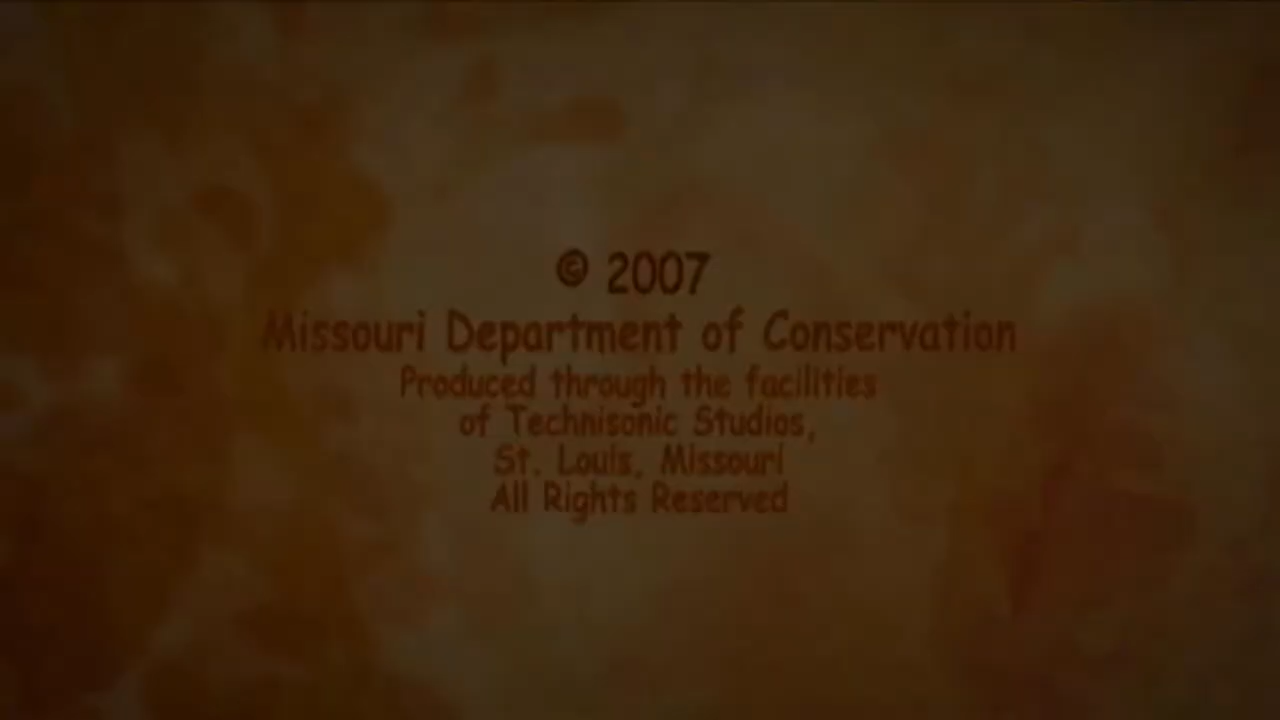 © 2007
Missouri Department of Conservation
Produced through the facilities
of Technisonic Studios,
St. Louis, Missouri
All Rights Reserved